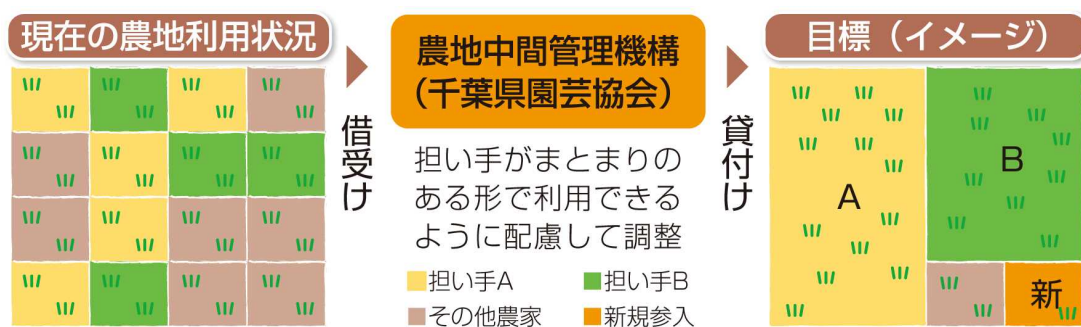 現在の農地利用状況
借受け
農地中間管理機構
（千葉県園芸協会）
担い手がまとまりの
ある形で利用できる
ように配慮して調整
担い手A
担い手B
その他農家
新規参入
貸付け
目標（イメージ）
A
B
新